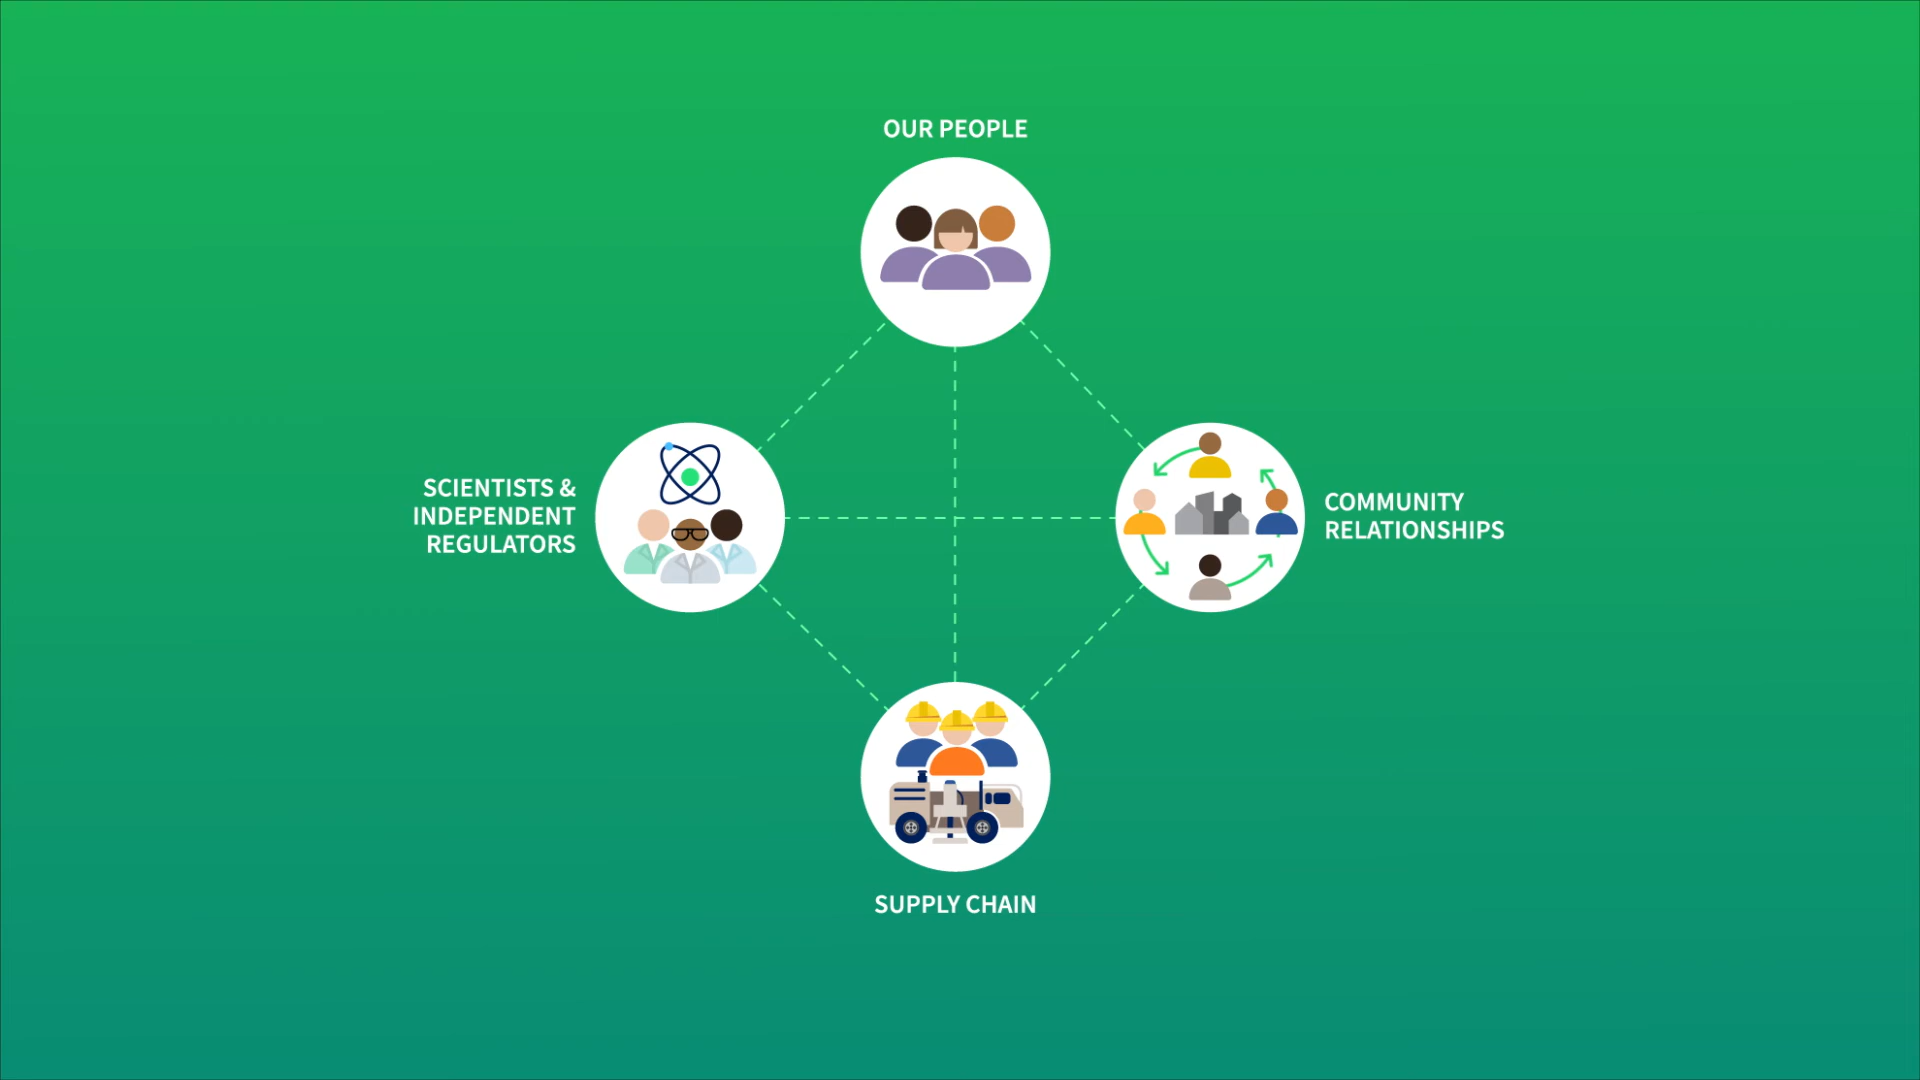 OUR PEOPLE
SCIENTISTS &
INDEPENDENT
REGULATORS
COMMUNITY
RELATIONSHIPS
SUPPLY CHAIN